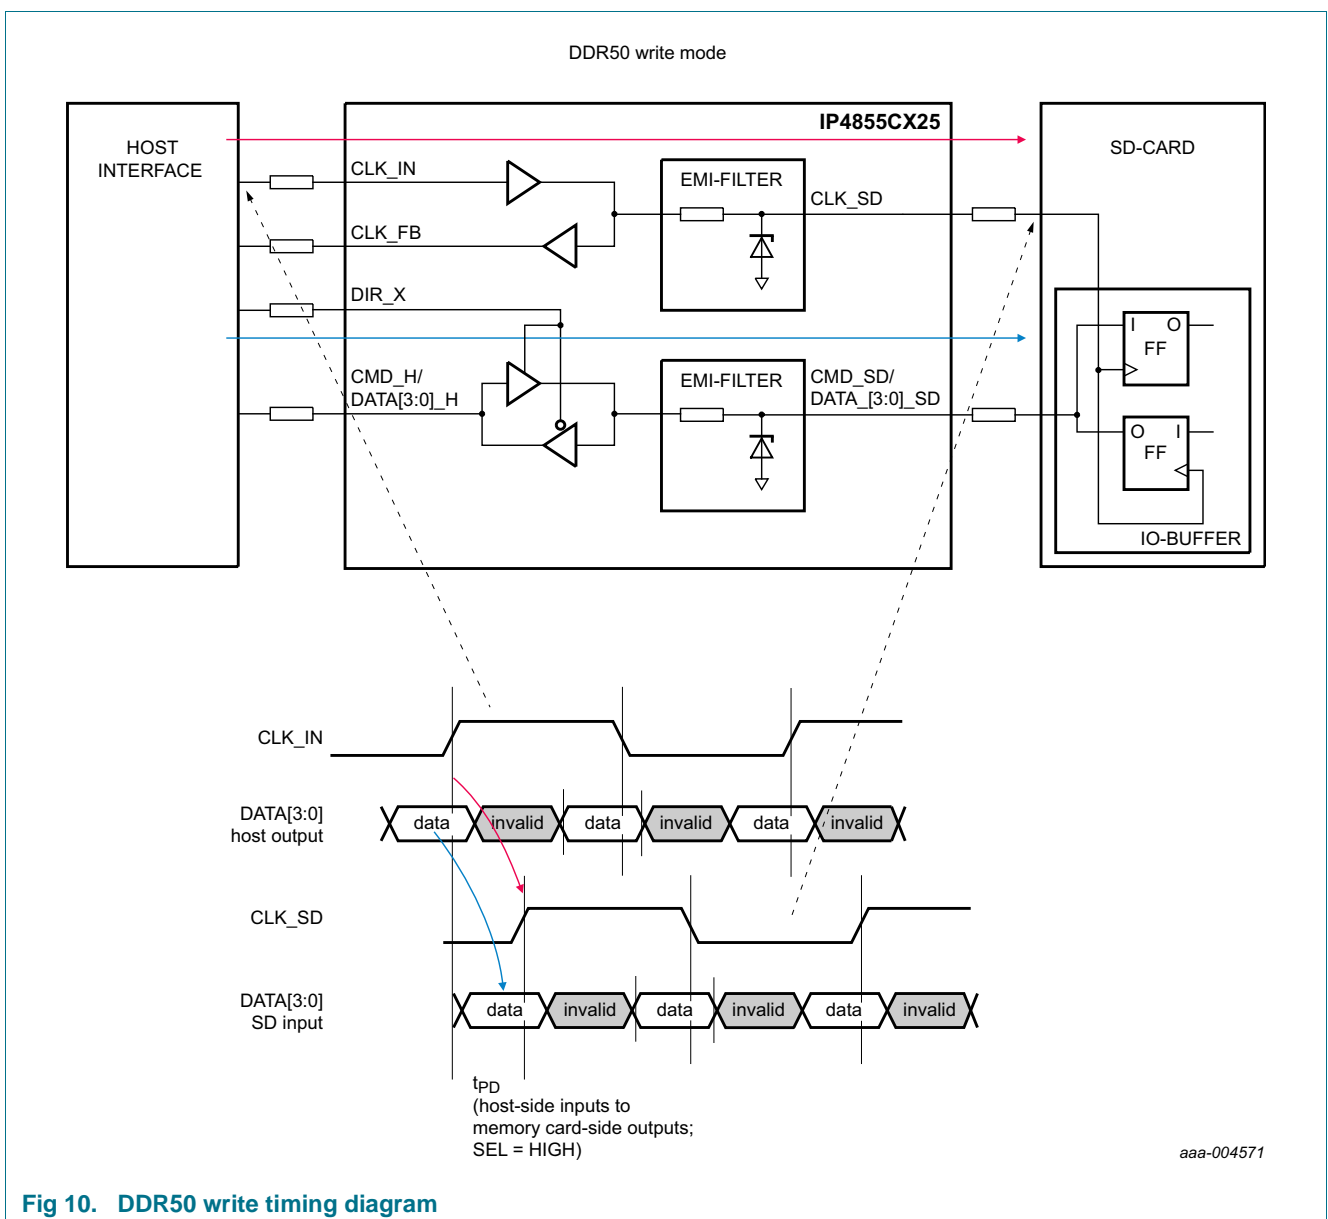 DDR50 write mode
IP4855CX25
HOST
INTERFACE
SD-CARD
CLK_IN
EMI-FILTER
CLK_SD
CLK_FB
DIR_X
I O
FF
CMD_H/
DATA[3:0]_H
EMI-FILTER
CMD_SD/
DATA_[3:0]_SD
O I
FF
IO-BUFFER
CLK_IN
DATA[3:0]
host output
data invalid data invalid data invalid
CLK_SD
DATA[3:0]
SD input
data invalid data invalid data invalid
tPD
(host-side inputs to
memory card-side outputs;
SEL = HIGH)
aaa-004571
Fig 10. DDR50 write timing diagram